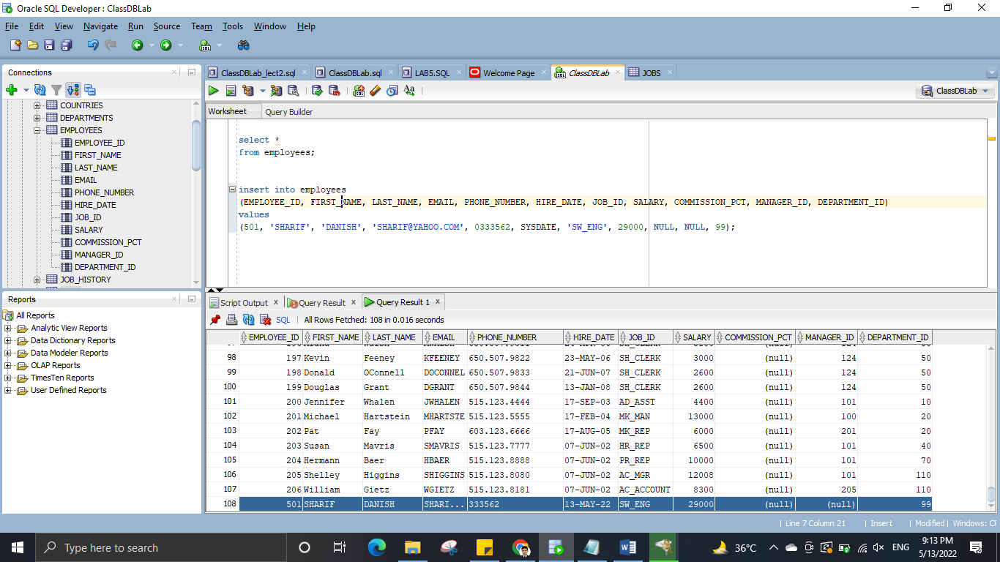 Oracle SQL Developer : ClassDBLab
File Edit View Navigate Run Source Team Tools Window Help
Connections
COUNTRIES
DEPARTMENTS
EMPLOYEES
EMPLOYEE_ID
FIRST_NAME
LAST_NAME
EMAIL
PHONE_NUMBER
HIRE_DATE
JOB_ID
SALARY
COMMISSION_PCT
MANAGER_ID
DEPARTMENT_ID
JOB_HISTORY
Reports
All Reports
Analytic View Reports
Data Dictionary Reports
Data Modeler Reports
OLAP Reports
TimesTen Reports
User Defined Reports
ClassDBLab_lect2.sql ClassDBLab.sql LAB5.SQL Welcome Page ClassDBLab JOBS
ClassDBLab
Worksheet Query Builder
select *
from employees;
insert into employees
(EMPLOYEE_ID, FIRST_NAME, LAST_NAME, EMAIL, PHONE_NUMBER, HIRE_DATE, JOB_ID, SALARY, COMMISSION_PCT, MANAGER_ID, DEPARTMENT_ID)
values
(501, 'SHARIF', 'DANISH', 'SHARIF@YAHOO.COM', 0333562, SYSDATE, 'SW_ENG', 29000, NULL, NULL, 99);
Script Output Query Result Query Result 1
SQL All Rows Fetched: 108 in 0.016 seconds
EMPLOYEE_ID FIRST_NAME LAST_NAME EMAIL PHONE_NUMBER HIRE_DATE JOB_ID SALARY COMMISSION_PCT MANAGER_ID DEPARTMENT_ID
98 197 Kevin Feeney KFEENEY 650.507.9822 23-MAY-06 SH_CLERK 3000 (null) 124 50
99 198 Donald OConnell DOCONNEL 650.507.9833 21-JUN-07 SH_CLERK 2600 (null) 124 50
100 199 Douglas Grant DGRANT 650.507.9844 13-JAN-08 SH_CLERK 2600 (null) 124 50
101 200 Jennifer Whalen JWHALEN 515.123.4444 17-SEP-03 AD_ASST 4400 (null) 101 10
102 201 Michael Hartstein MHARTSTE 515.123.5555 17-FEB-04 MK_MAN 13000 (null) 100 20
103 202 Pat Fay PFAY 603.123.6666 17-AUG-05 MK_REP 6000 (null) 201 20
104 203 Susan Mavris SMAVRIS 515.123.7777 07-JUN-02 HR_REP 6500 (null) 101 40
105 204 Hermann Baer HBAER 515.123.8888 07-JUN-02 PR_REP 10000 (null) 101 70
106 205 Shelley Higgins SHIGGINS 515.123.8080 07-JUN-02 AC_MGR 12008 (null) 101 110
107 206 William Gietz WGIETZ 515.123.8181 07-JUN-02 AC_ACCOUNT 8300 (null) 205 110
108 501 SHARIF DANISH SHARI... 333562 13-MAY-22 SW_ENG 29000 (null) (null) 99
Line 7 Column 21 Insert Modified Windows: CF
Type here to search
36°C ENG 9:13 PM
5/13/2022